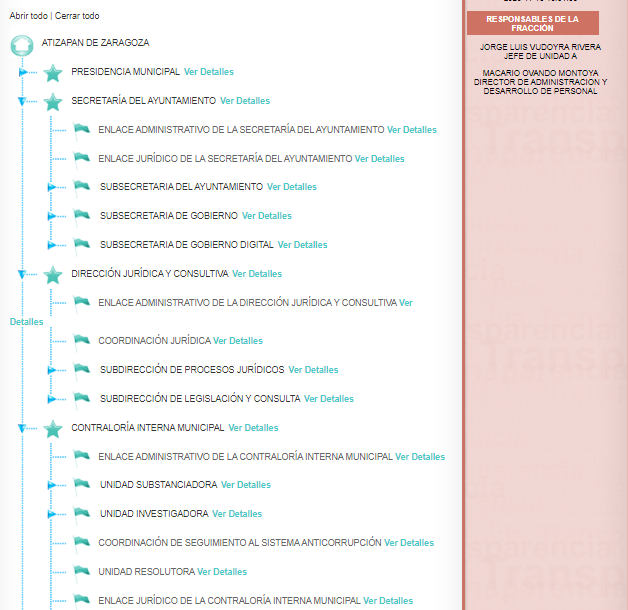 Abrir todo | Cerrar todo
ATIZAPAN DE ZARAGOZA
PRESIDENCIA MUNICIPAL Ver Detalles
SECRETARÍA DEL AYUNTAMIENTO Ver Detalles
ENLACE ADMINISTRATIVO DE LA SECRETARÍA DEL AYUNTAMIENTO Ver Detalles
ENLACE JURÍDICO DE LA SECRETARÍA DEL AYUNTAMIENTO Ver Detalles
SUBSECRETARIA DEL AYUNTAMIENTO Ver Detalles
SUBSECRETARIA DE GOBIERNO Ver Detalles
SUBSECRETARIA DE GOBIERNO DIGITAL Ver Detalles
DIRECCIÓN JURÍDICA Y CONSULTIVA Ver Detalles
ENLACE ADMINISTRATIVO DE LA DIRECCIÓN JURÍDICA Y CONSULTIVA Ver
Detalles
COORDINACIÓN JURÍDICA Ver Detalles
SUBDIRECCIÓN DE PROCESOS JURÍDICOS Ver Detalles
SUBDIRECCIÓN DE LEGISLACIÓN Y CONSULTA Ver Detalles
CONTRALORÍA INTERNA MUNICIPAL Ver Detalles
ENLACE ADMINISTRATIVO DE LA CONTRALORÍA INTERNA MUNICIPAL Ver Detalles
UNIDAD SUBSTANCIADORA Ver Detalles
UNIDAD INVESTIGADORA Ver Detalles
COORDINACIÓN DE SEGUIMIENTO AL SISTEMA ANTICORRUPCIÓN Ver Detalles
UNIDAD RESOLUTORA Ver Detalles
ENLACE JURÍDICO DE LA CONTRALORÍA INTERNA MUNICIPAL Ver Detalles
RESPONSABLES DE LA
FRACCIÓN
JORGE LUIS VUDOYRA RIVERA
JEFE DE UNIDAD A
MACARIO OVANDO MONTOYA
DIRECTOR DE ADMINISTRACION Y
DESARROLLO DE PERSONAL